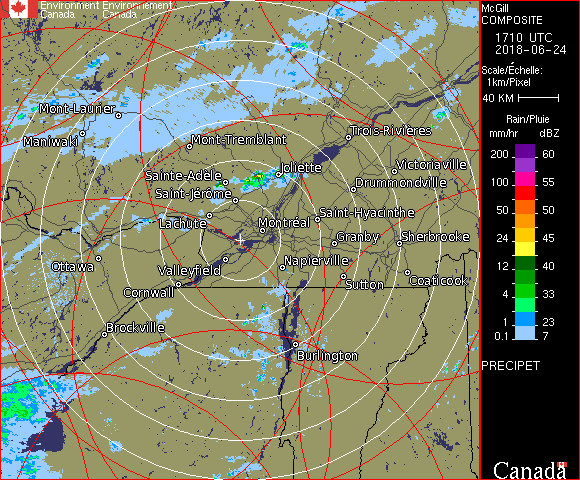 Environment Environnement
Canada Canada
McGill
COMPOSITE
1710 UTC
2018-06-24
Scale/Échelle:
1km/Pixel
40 KM
Rain/Pluie
mm/hr dBZ
200 60
100 55
50 50
24 45
12 40
4 33
1 23
0.1 7
PRECIPET
Canada
Mont-Laurier
Maniwaki
Mont-Tremblant
Trois-Rivières
Joliette
Victoriaville
Sainte-Adèle
Drummondville
Saint-Jérôme
Lachute
Saint-Hyacinthe
Montréal
Granby
Sherbrooke
Ottawa
Valleyfield
Napierville
Cornwall
Sutton
Coaticook
Brockville
Burlington